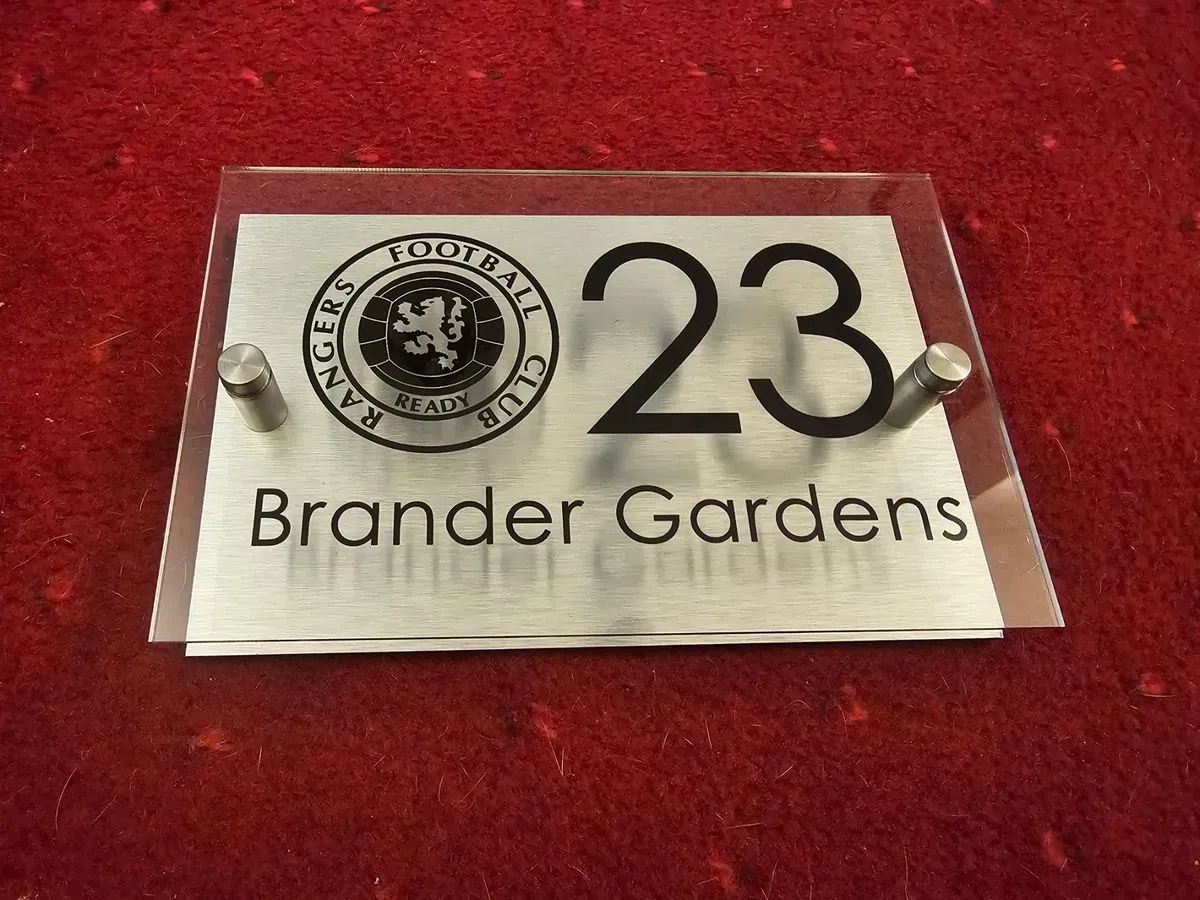 RANGERS FOOTBALL CLUB
READY
23
Brander Gardens